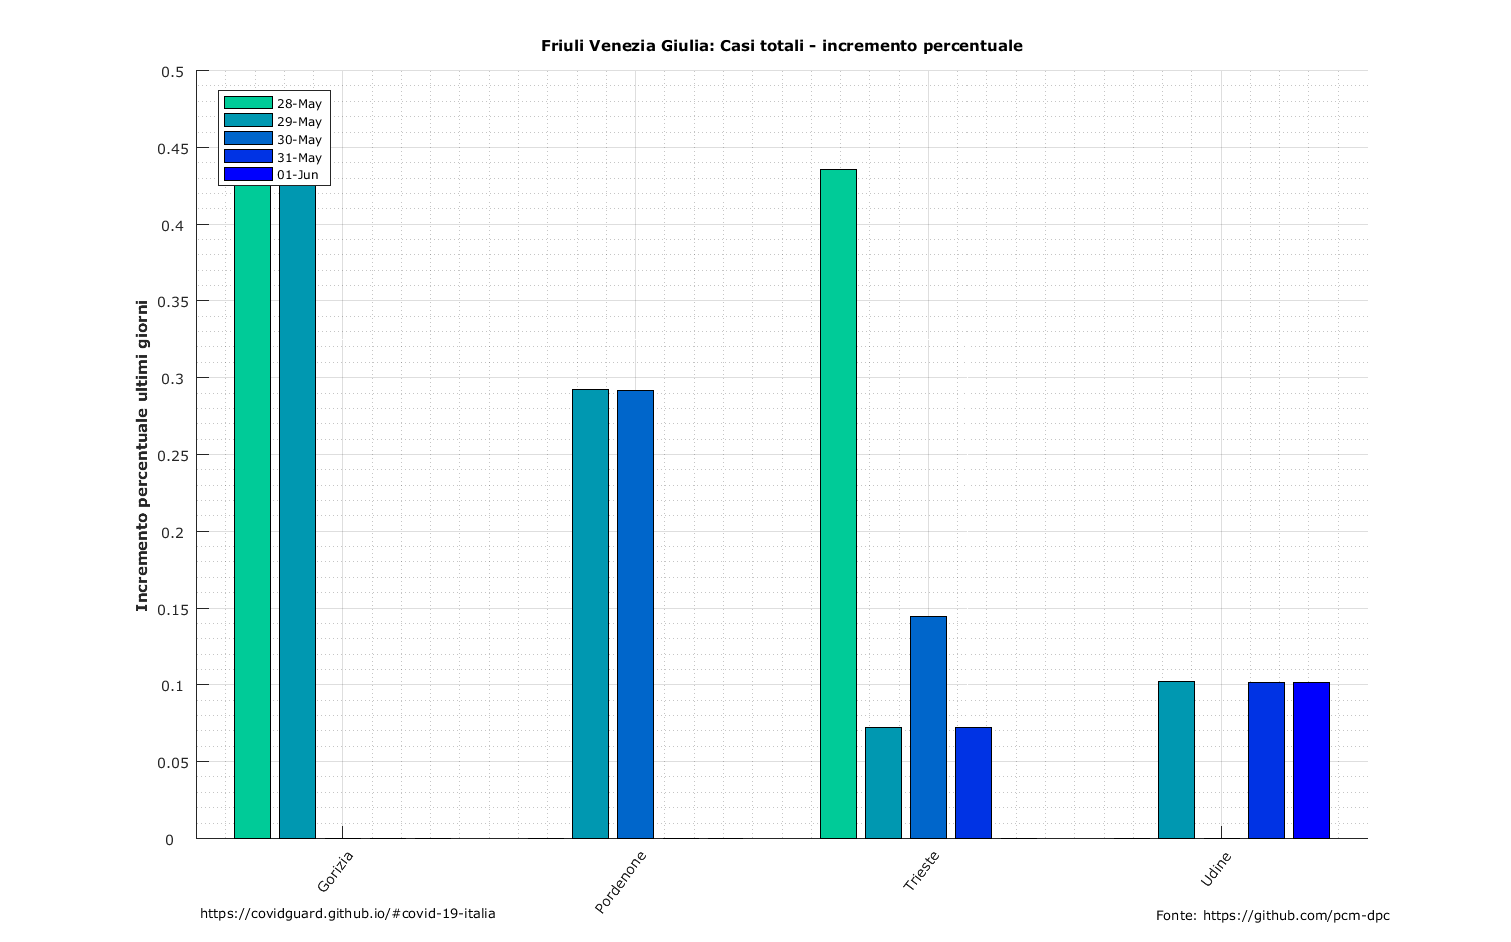 Friuli Venezia Giulia: Casi totali - incremento percentuale
0.5
0.45
0.4
0.35
0.3
0.25
0.2
0.15
0.1
0.05
0
Incremento percentuale ultimi giorni
28-May
29-May
30-May
31-May
01-Jun
Gorizia
Pordenone
Trieste
Udine
https://covidguard.github.io/#covid-19-italia
Fonte: https://github.com/pcm-dpc